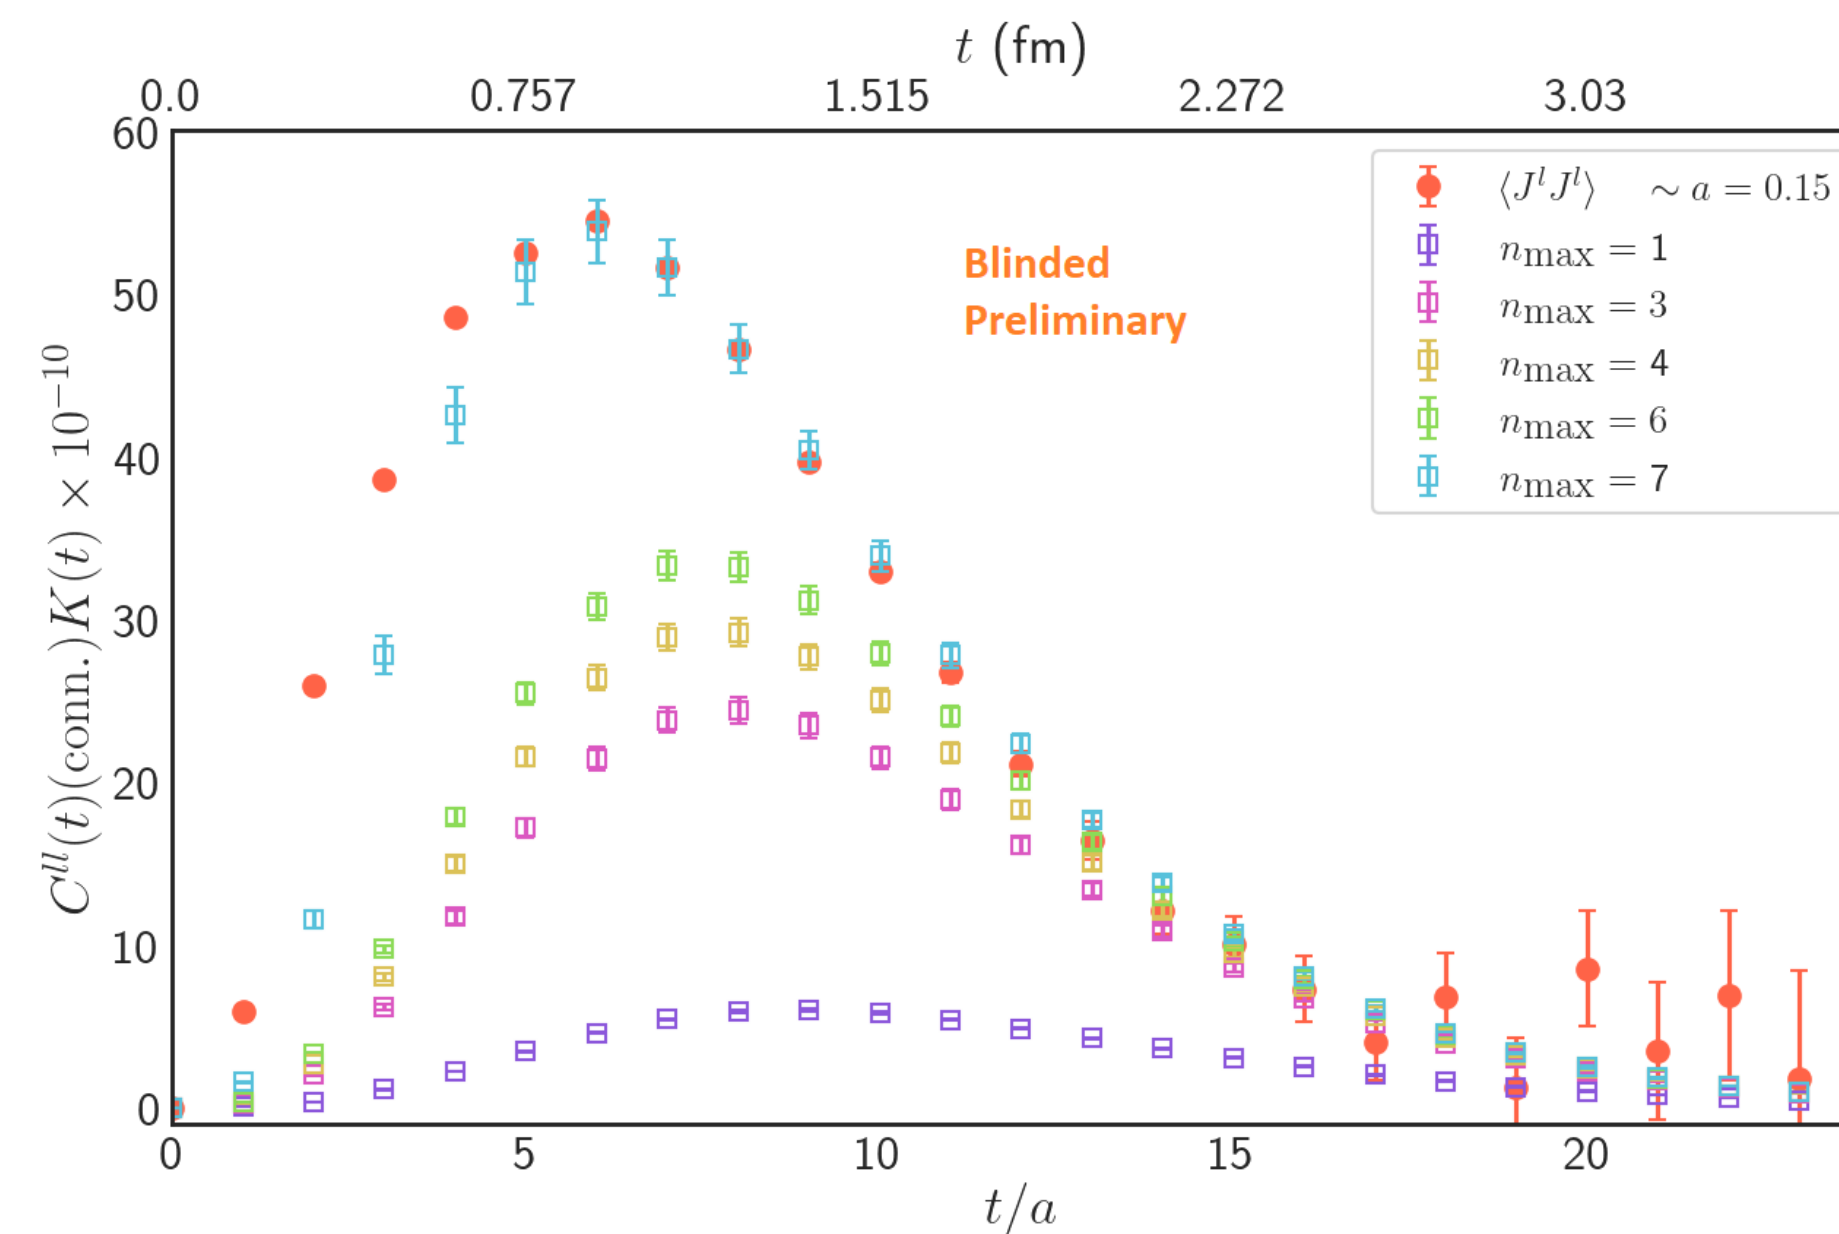 t (fm)
0.0 0.757 1.515 2.272 3.03
60
50
40
30
20
10
0
C^{ll}(t)(conn.)K(t) × 10^{−10}
Blinded
Preliminary
⟨J^l J^l⟩ ∼ a = 0.15
n_max = 1
n_max = 3
n_max = 4
n_max = 6
n_max = 7
0 5 10 15 20
t/a